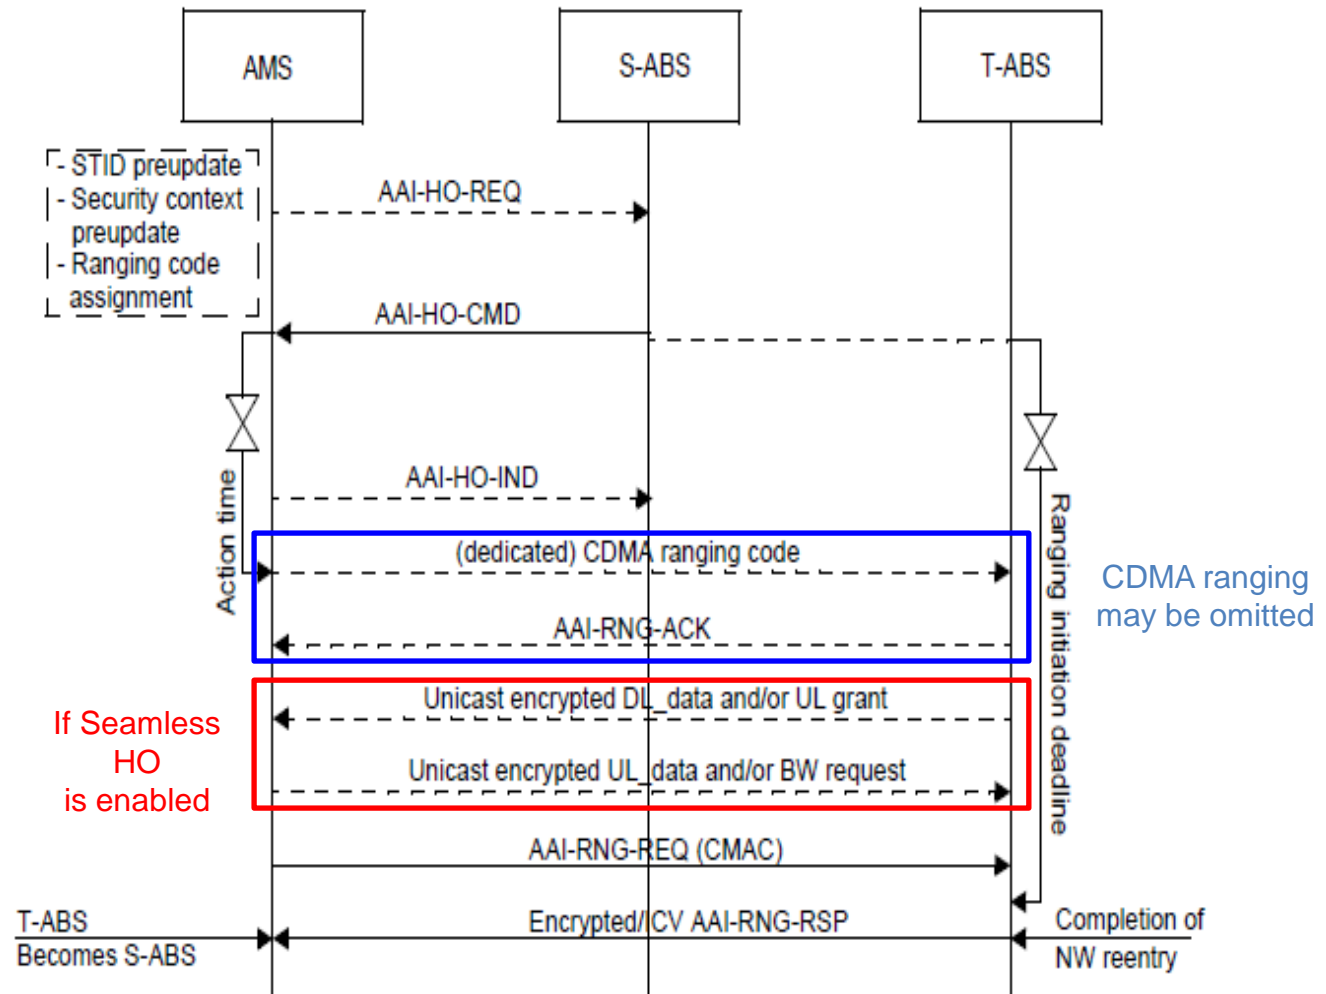 AMS
S-ABS
T-ABS
- STID preupdate
- Security context
preupdate
- Ranging code
assignment
AAI-HO-REQ
AAI-HO-CMD
AAI-HO-IND
Action time
(dedicated) CDMA ranging code
AAI-RNG-ACK
Ranging initiation deadline
CDMA ranging
may be omitted
Unicast encrypted DL_data and/or UL grant
Unicast encrypted UL_data and/or BW request
If Seamless
HO
is enabled
AAI-RNG-REQ (CMAC)
T-ABS
Becomes S-ABS
Encrypted/ICV AAI-RNG-RSP
Completion of
NW reentry